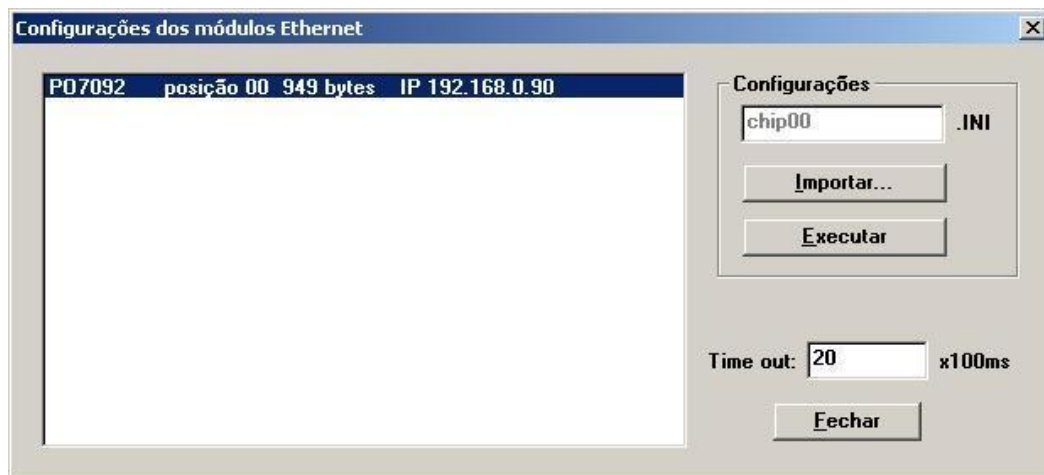 Configurações dos módulos Ethernet
PO7092 posição 00 949 bytes IP 192.168.0.90
Configurações
chip00 .INI
Importar...
Executar
Time out: 20 x100ms
Fechar